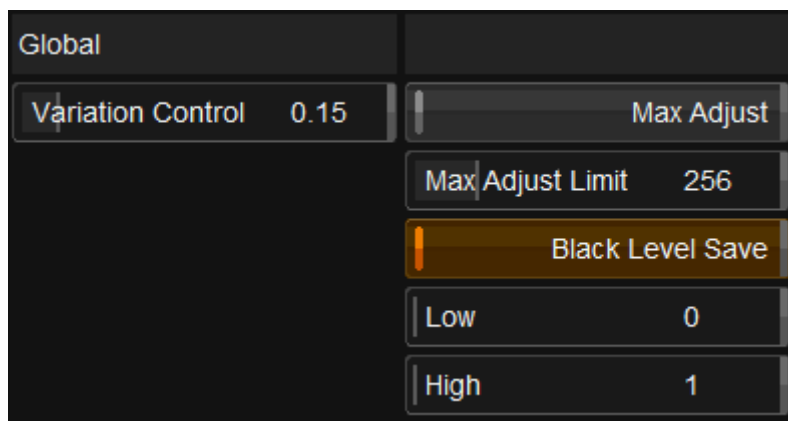 Global
Variation Control 0.15
Max Adjust
Max Adjust Limit 256
Black Level Save
Low 0
High 1